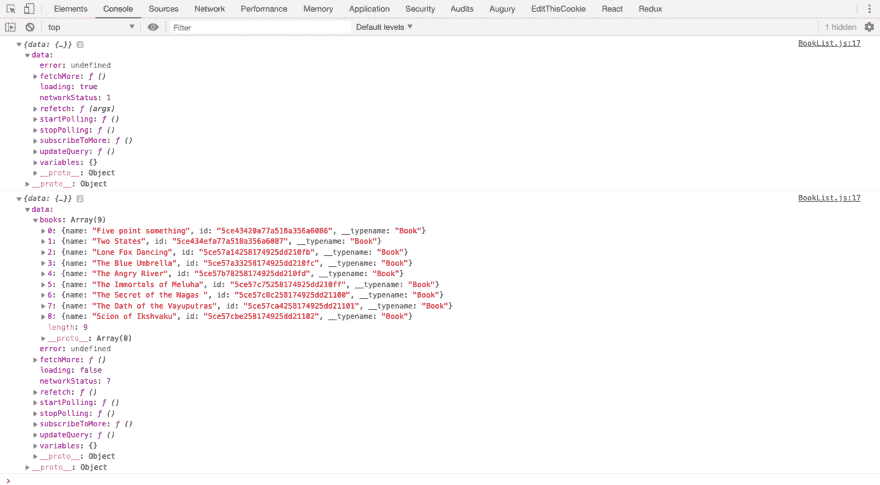 Elements Console Sources Network Performance Memory Application Security Audits Augury EditThisCookie React Redux
top Filter Default levels 1 hidden
{data: {…}} BookList.js:17
data:
error: undefined
fetchMore: ƒ ()
loading: true
networkStatus: 1
refetch: ƒ (args)
startPolling: ƒ ()
stopPolling: ƒ ()
subscribeToMore: ƒ ()
updateQuery: ƒ ()
variables: {}
__proto__: Object
__proto__: Object
{data: {…}} BookList.js:17
data:
books: Array(9)
0: {name: "Five point something", id: "5ce43420a77a518a356a6086", __typename: "Book"}
1: {name: "Two States", id: "5ce434efa77a518a356a6087", __typename: "Book"}
2: {name: "Lone Fox Dancing", id: "5ce57a14258174925dd210fb", __typename: "Book"}
3: {name: "The Blue Umbrella", id: "5ce57a33258174925dd210fc", __typename: "Book"}
4: {name: "The Angry River", id: "5ce57b78258174925dd210fd", __typename: "Book"}
5: {name: "The Immortals of Meluha", id: "5ce57c75258174925dd210ff", __typename: "Book"}
6: {name: "The Secret of the Nagas ", id: "5ce57c8c258174925dd21100", __typename: "Book"}
7: {name: "The Oath of the Vayuputras", id: "5ce57ca4258174925dd21101", __typename: "Book"}
8: {name: "Scion of Ikshvaku", id: "5ce57cbe258174925dd21102", __typename: "Book"}
length: 9
__proto__: Array(0)
error: undefined
fetchMore: ƒ ()
loading: false
networkStatus: 7
refetch: ƒ ()
startPolling: ƒ ()
stopPolling: ƒ ()
subscribeToMore: ƒ ()
updateQuery: ƒ ()
variables: {}
__proto__: Object
__proto__: Object